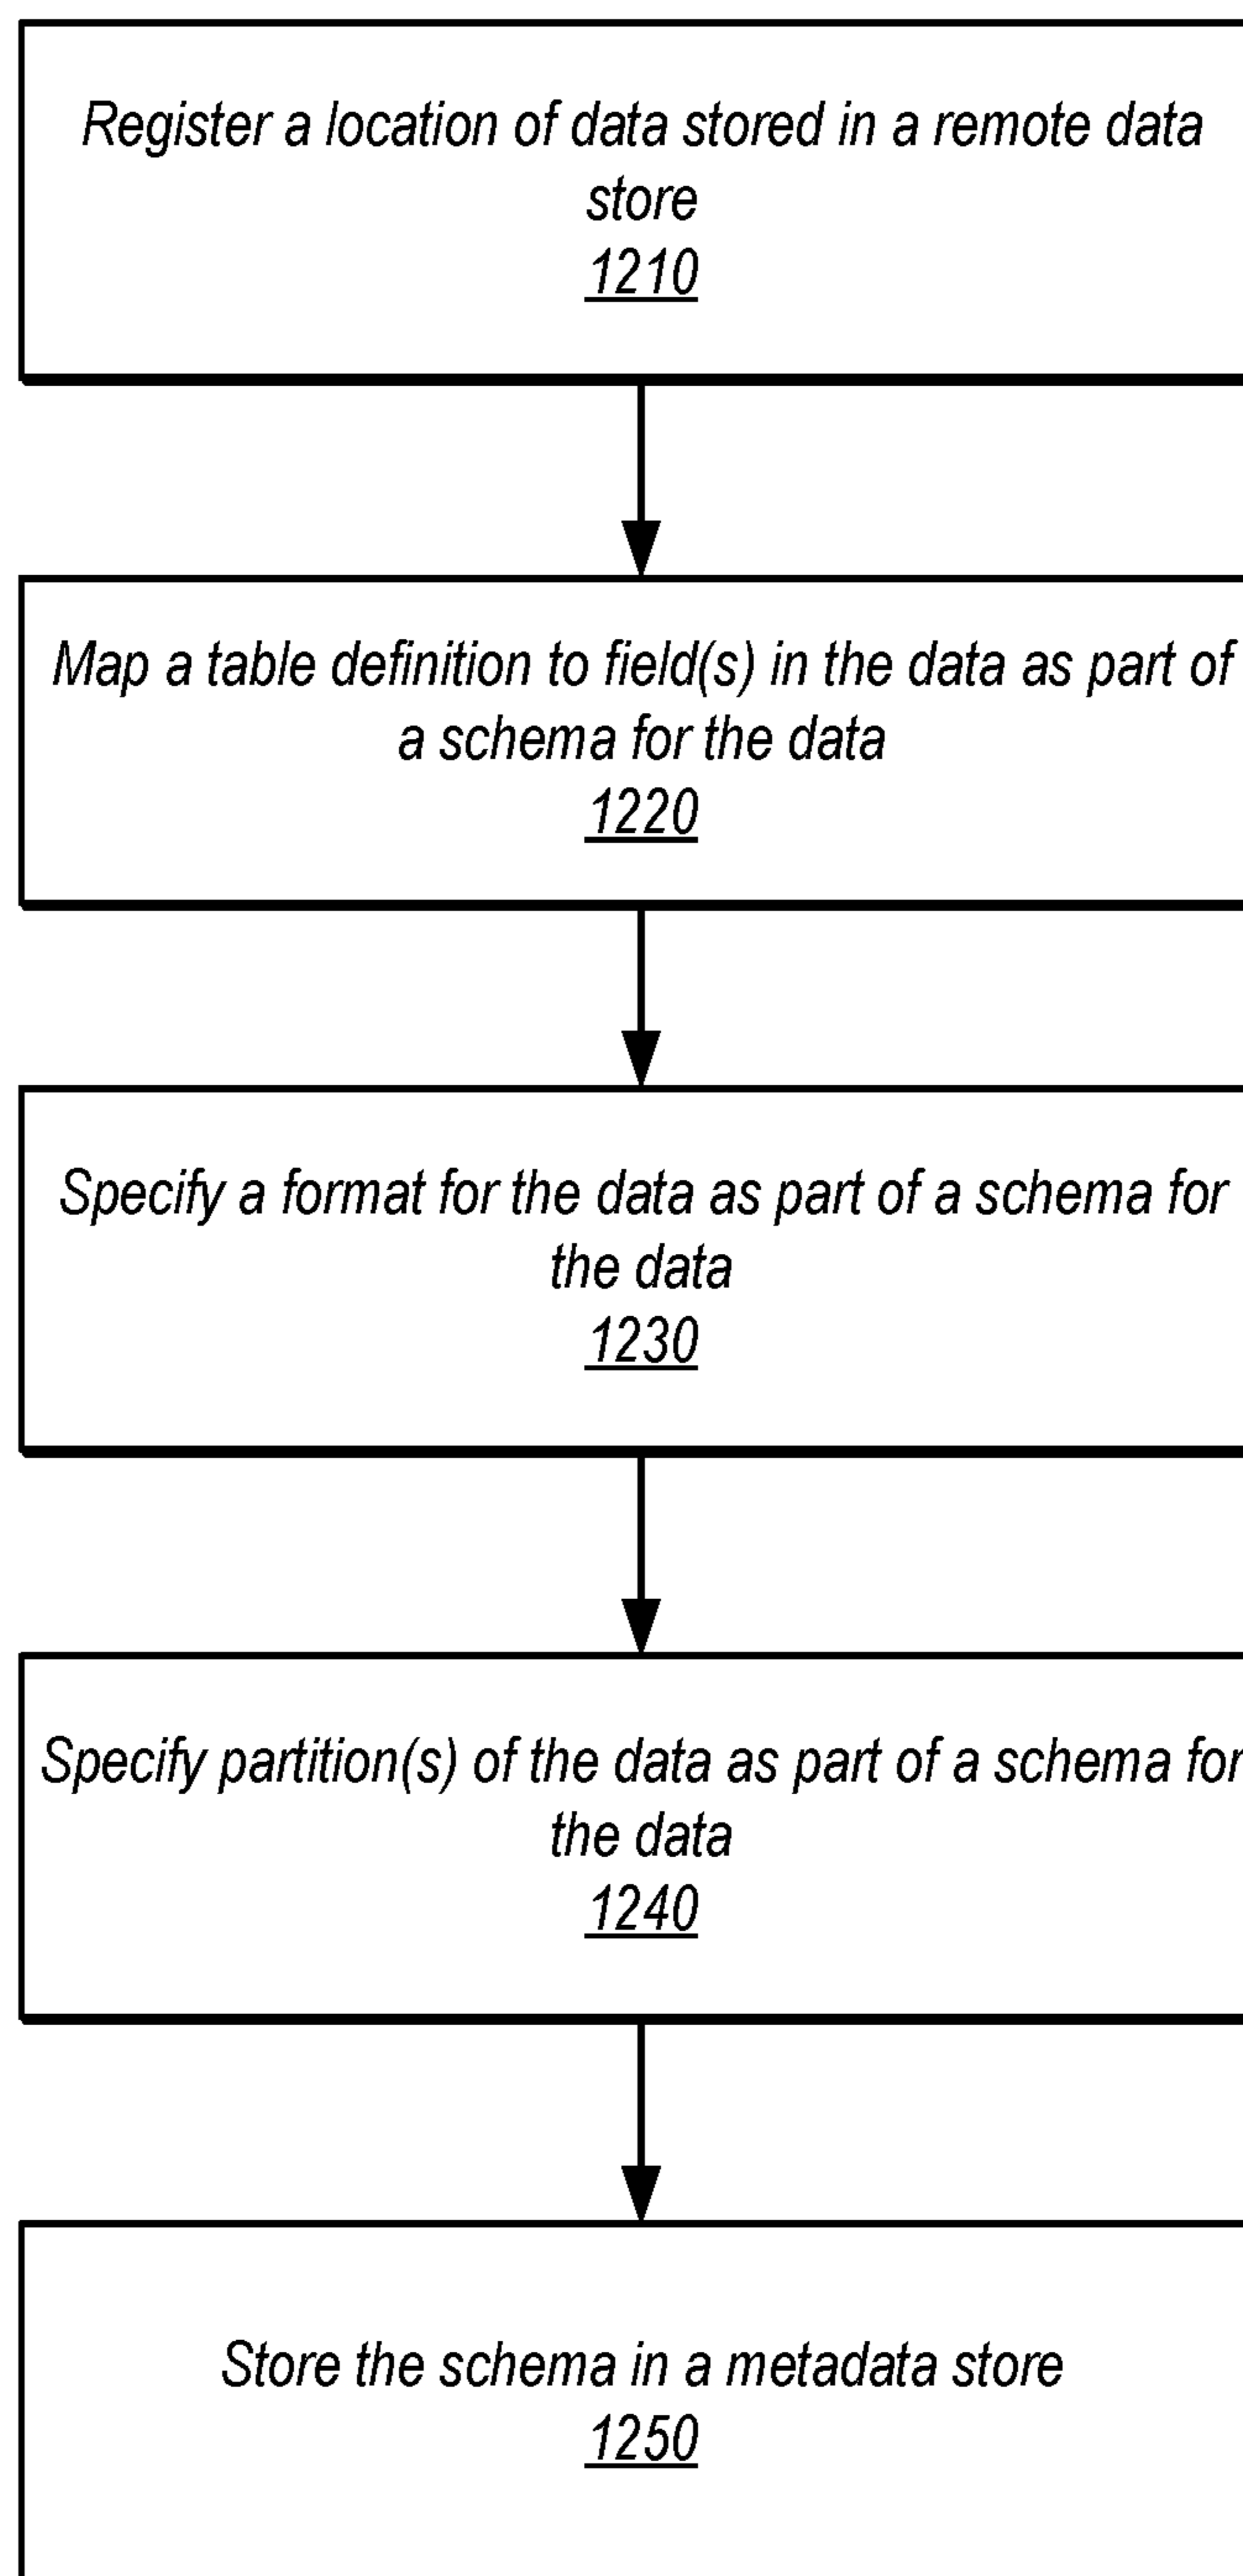 Register a location of data stored in a remote data
store
1210
Map a table definition to field(s) in the data as part of
a schema for the data
1220
Specify a format for the data as part of a schema for
the data
1230
Specify partition(s) of the data as part of a schema for
the data
1240
Store the schema in a metadata store
1250